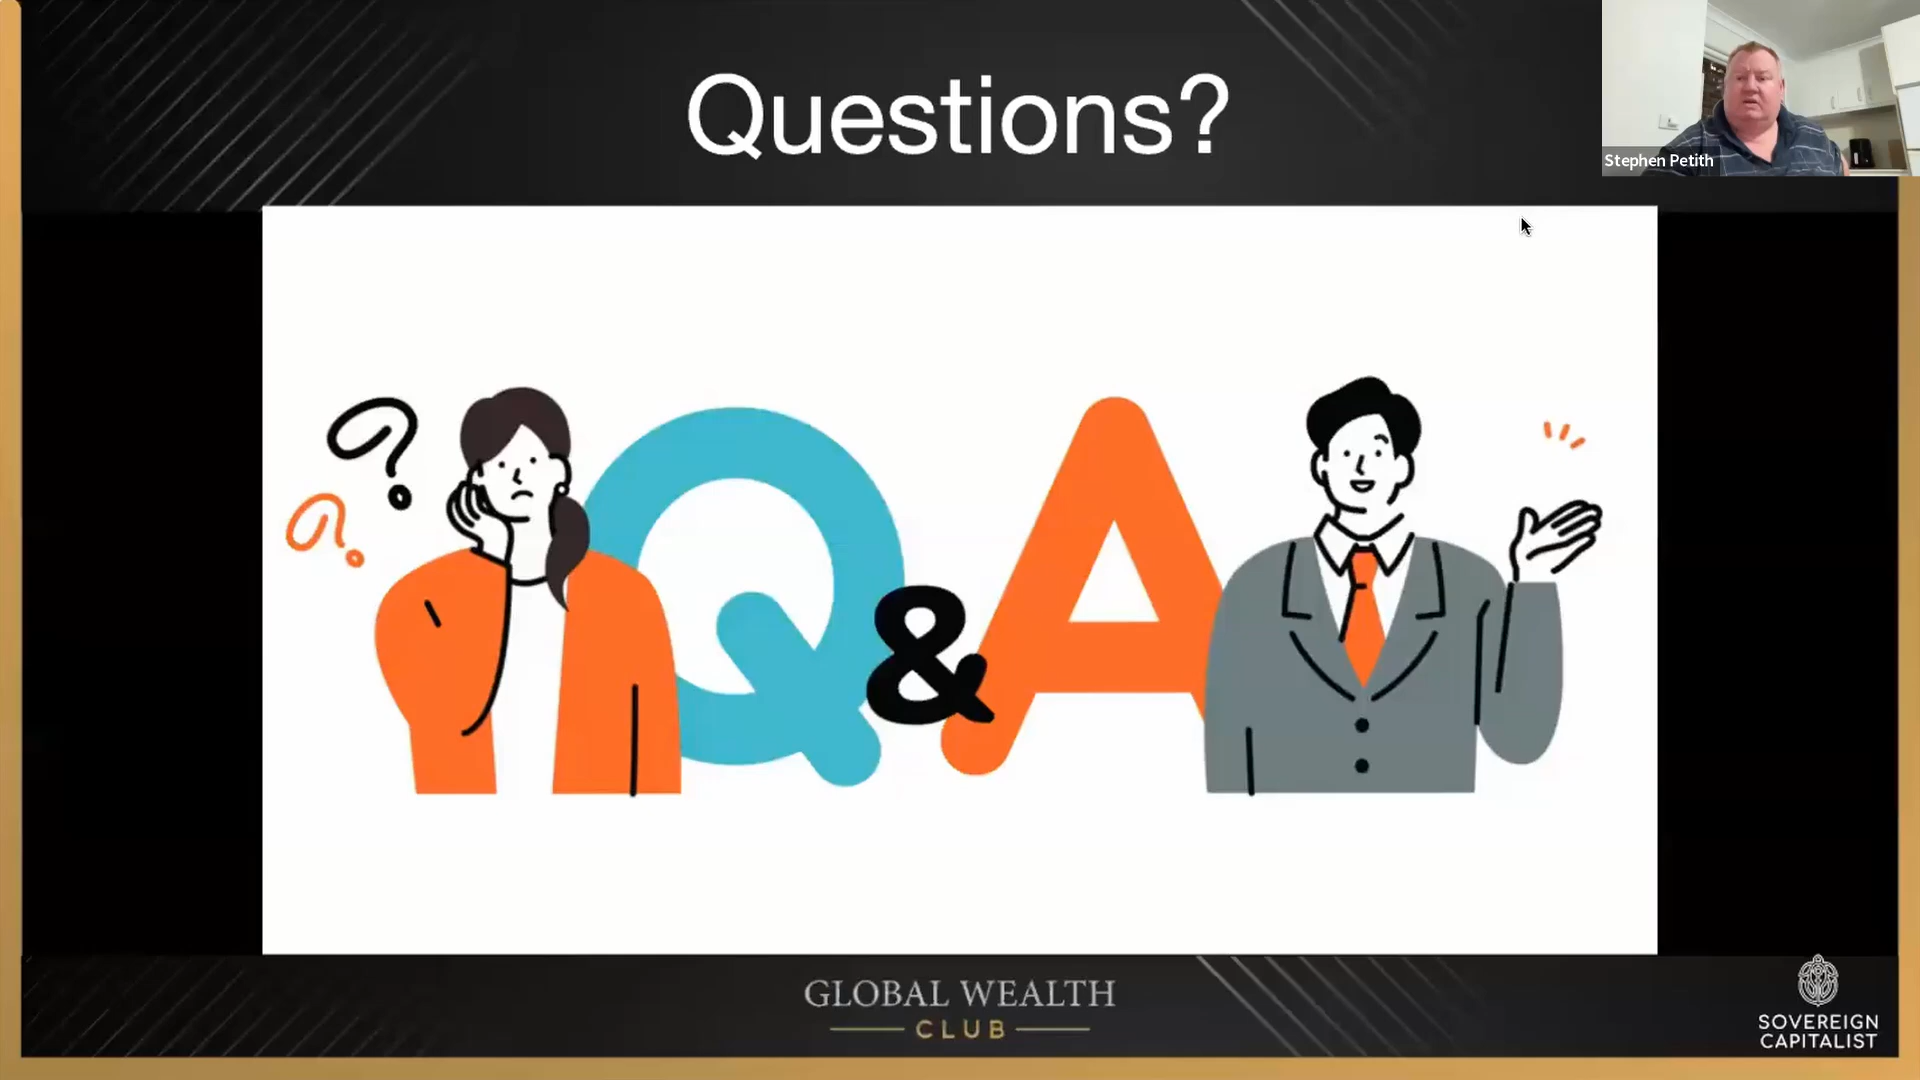 Questions?
Stephen Petith
Q&A
GLOBAL WEALTH
CLUB
SOVEREIGN
CAPITALIST